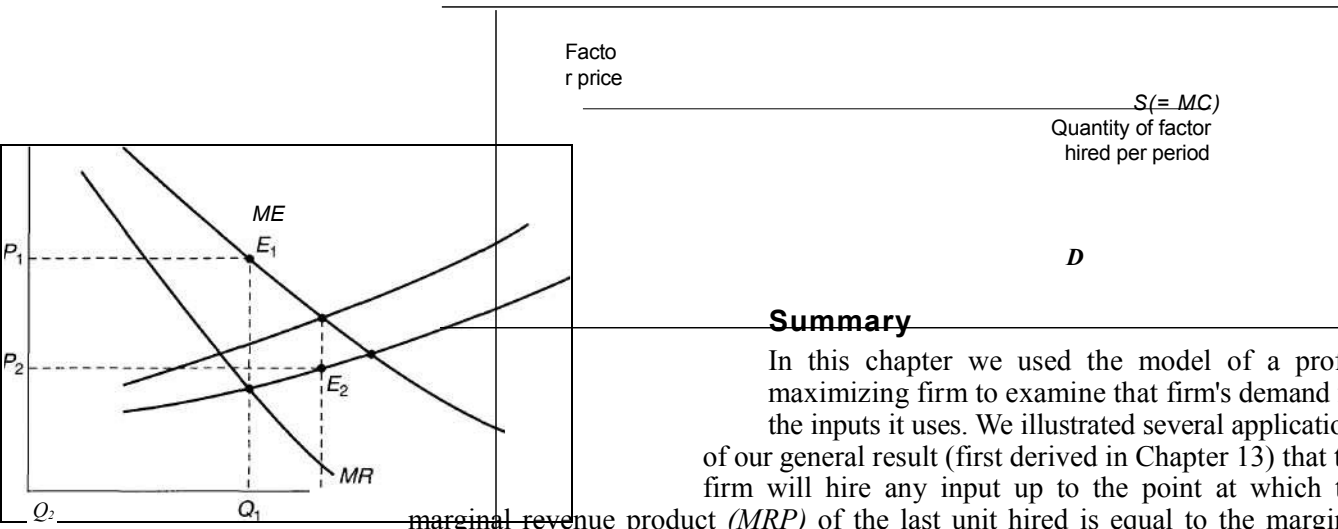 Facto
r price
S(= MC)
Quantity of factor
hired per period
ME
P₁
E₁
D
P₂
E₂
MR
Q₂
Q₁
Summary
In this chapter we used the model of a prof
maximizing firm to examine that firm's demand
the inputs it uses. We illustrated several applicatio
of our general result (first derived in Chapter 13) that t
firm will hire any input up to the point at which t
marginal revenue product (MRP) of the last unit hired is equal to the margin